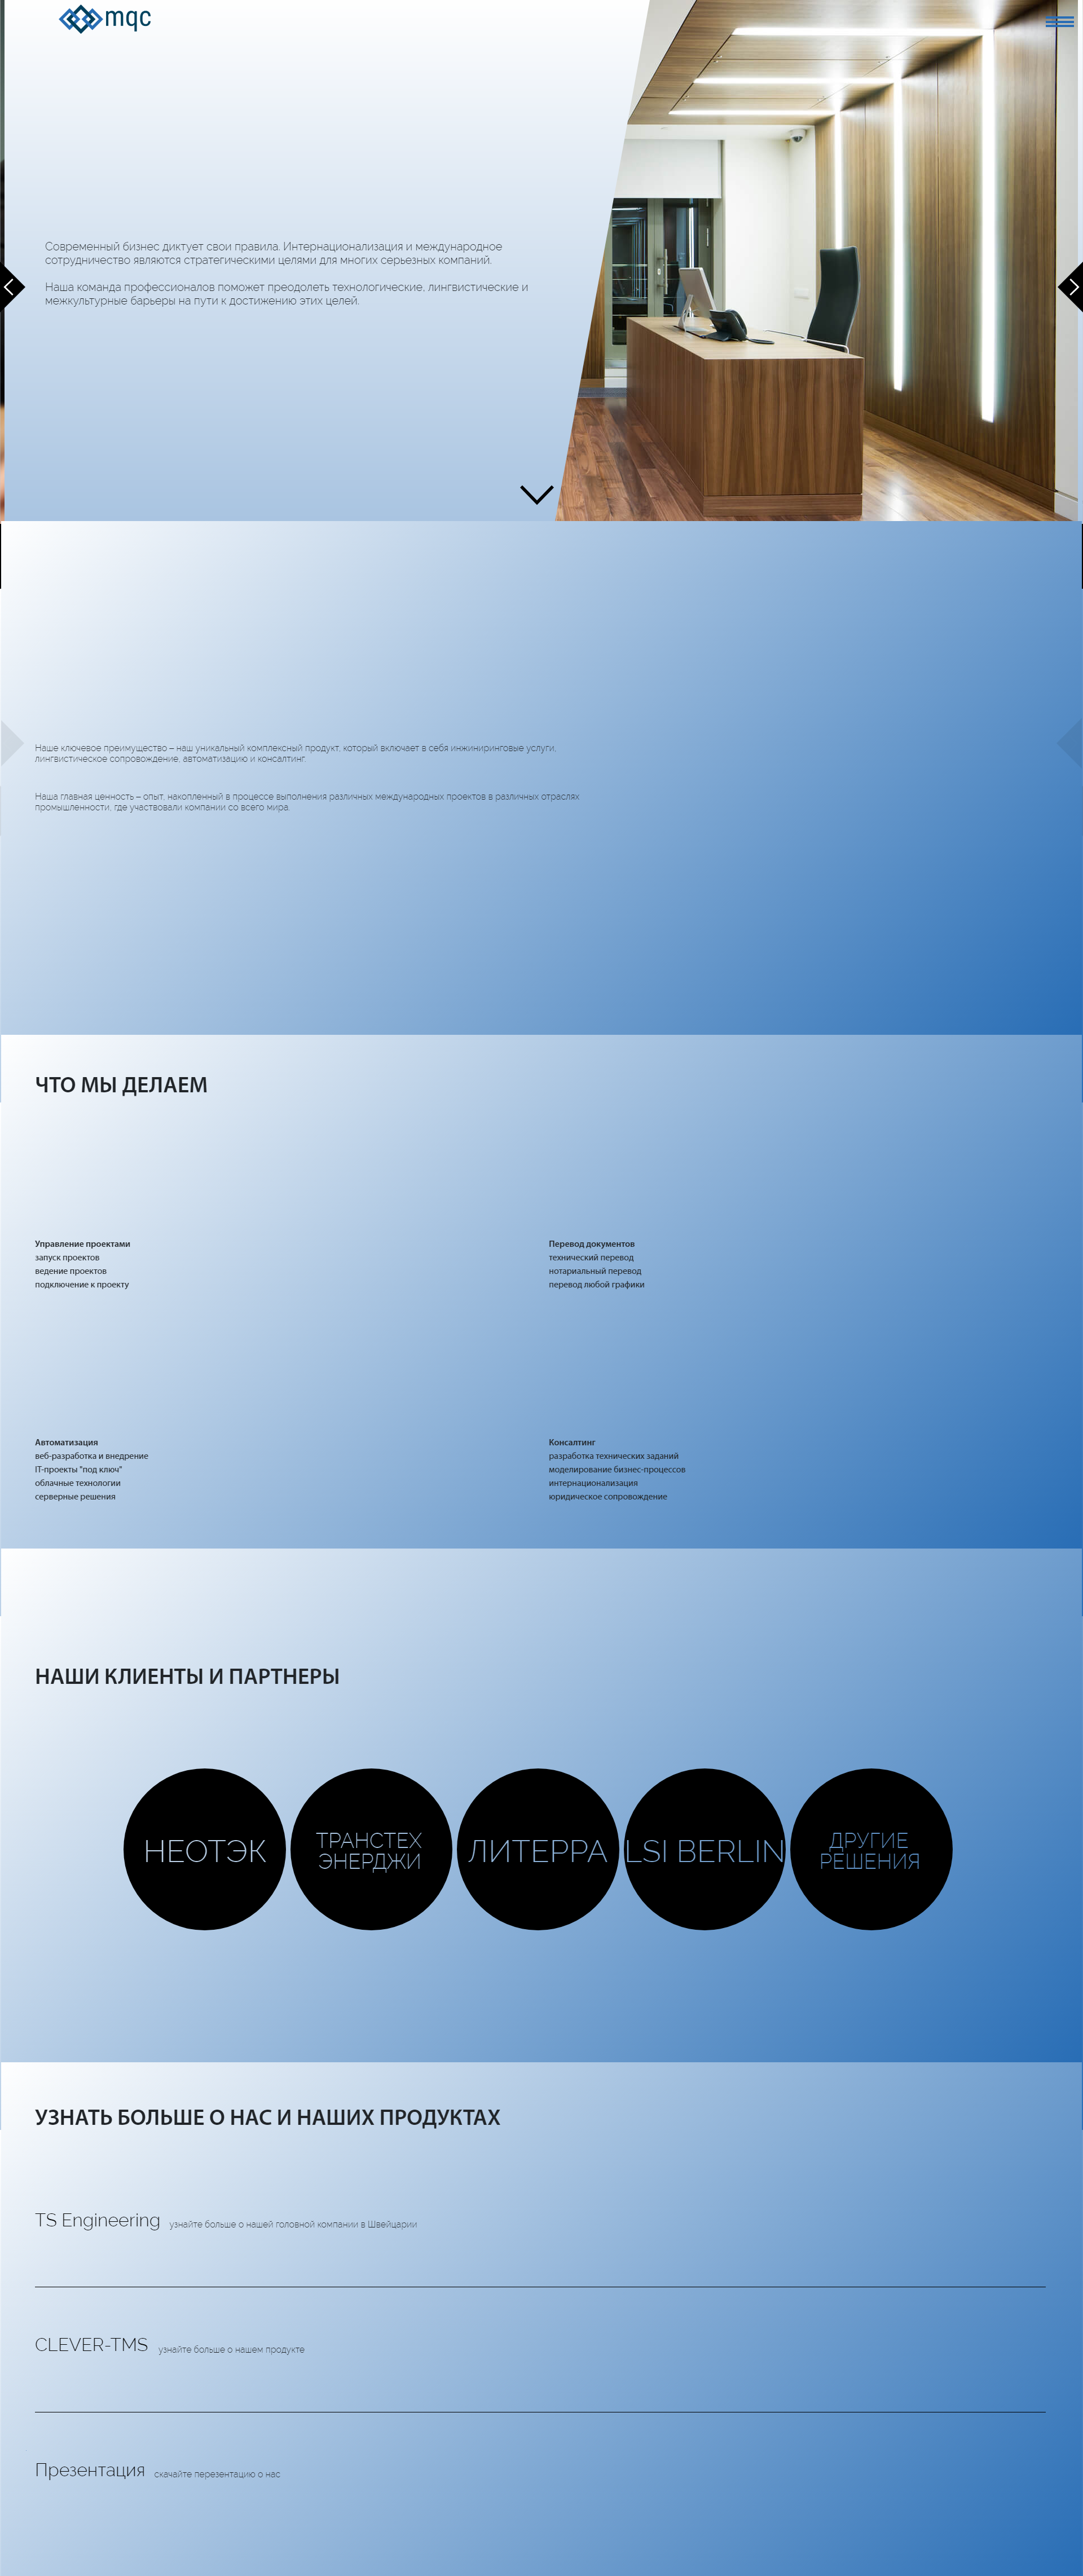 mqc
Современный бизнес диктует свои правила. Интернационализация и международное
сотрудничество являются стратегическими целями для многих серьезных компаний.
Наша команда профессионалов поможет преодолеть технологические, лингвистические и
межкультурные барьеры на пути к достижению этих целей.
Наше ключевое преимущество – наш уникальный комплексный продукт, который включает в себя инжиниринговые услуги,
лингвистическое сопровождение, автоматизацию и консалтинг.
Наша главная ценность – опыт, накопленный в процессе выполнения различных международных проектов в различных отраслях
промышленности, где участвовали компании со всего мира.
ЧТО МЫ ДЕЛАЕМ
Управление проектами
запуск проектов
ведение проектов
подключение к проекту
Перевод документов
технический перевод
нотариальный перевод
перевод любой графики
Автоматизация
веб-разработка и внедрение
IT-проекты "под ключ"
облачные технологии
серверные решения
Консалтинг
разработка технических заданий
моделирование бизнес-процессов
интернационализация
юридическое сопровождение
НАШИ КЛИЕНТЫ И ПАРТНЕРЫ
НЕОТЭК
ТРАНСТЕХ
ЭНЕРДЖИ
ЛИТЕРРА
LSI BERLIN
ДРУГИЕ
РЕШЕНИЯ
УЗНАТЬ БОЛЬШЕ О НАС И НАШИХ ПРОДУКТАХ
TS Engineering узнайте больше о нашей головной компании в Швейцарии
CLEVER-TMS узнайте больше о нашем продукте
Презентация скачайте перезентацию о нас